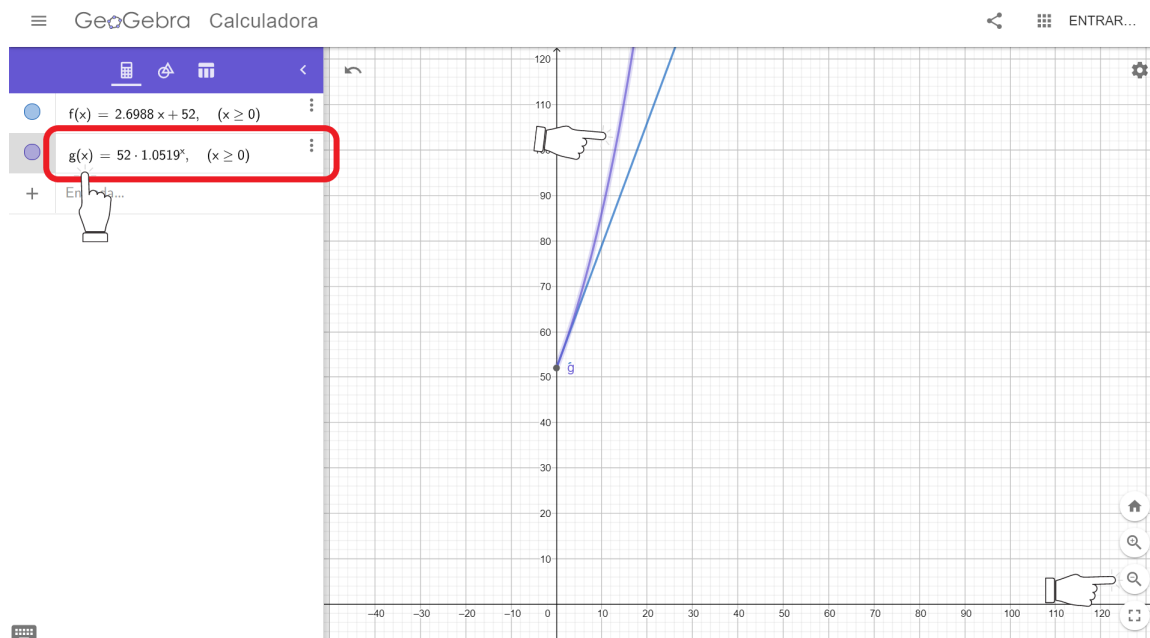 GeoGebra Calculadora
ENTRAR...
f(x) = 2.6988 x + 52, (x ≥ 0)
g(x) = 52 · 1.0519ˣ, (x ≥ 0)
+
120
110
90
80
70
60
50
40
30
20
10
g
–40 –30 –20 –10 0 10 20 30 40 50 60 70 80 90 100 110 120